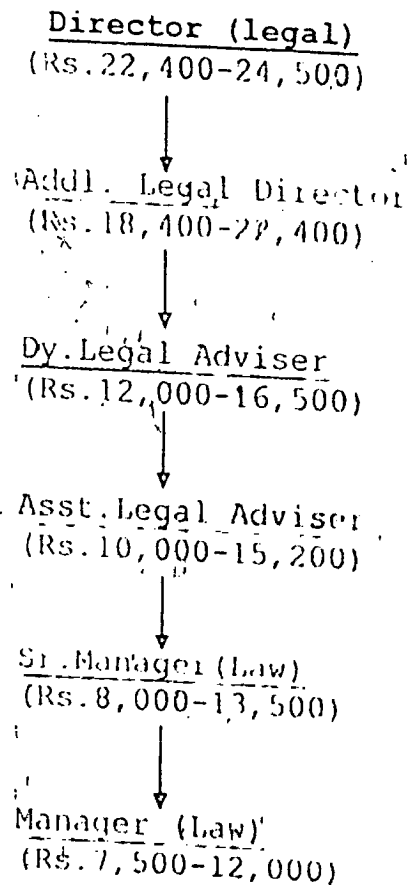 Director (legal)
(Rs.22,400-24,500)
Addl. Legal Director
(Rs.18,400-22,400)
Dy.Legal Adviser
(Rs.12,000-16,500)
Asst.Legal Adviser
(Rs.10,000-15,200)
Sr.Manager(Law)
(Rs.8,000-13,500)
Manager (Law)
(Rs.7,500-12,000)